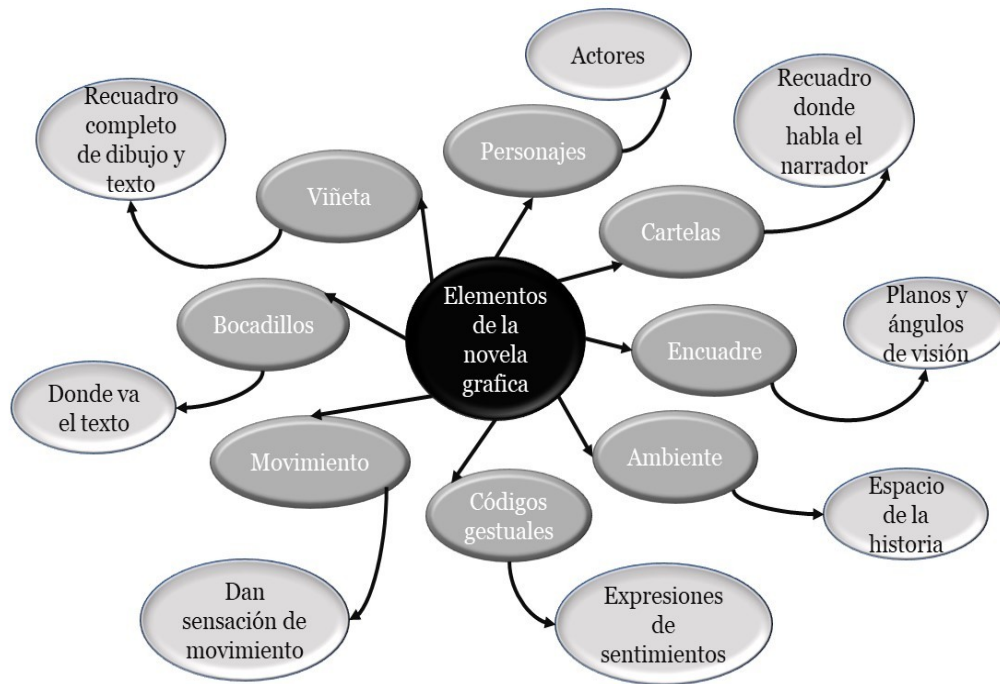 Elementos
de la
novela
grafica
Personajes
Actores
Cartelas
Recuadro
donde
habla el
narrador
Encuadre
Planos y
ángulos
de visión
Ambiente
Espacio
de la
historia
Códigos
gestuales
Expresiones
de
sentimientos
Movimiento
Dan
sensación de
movimiento
Bocadillos
Donde va
el texto
Viñeta
Recuadro
completo
de dibujo y
texto